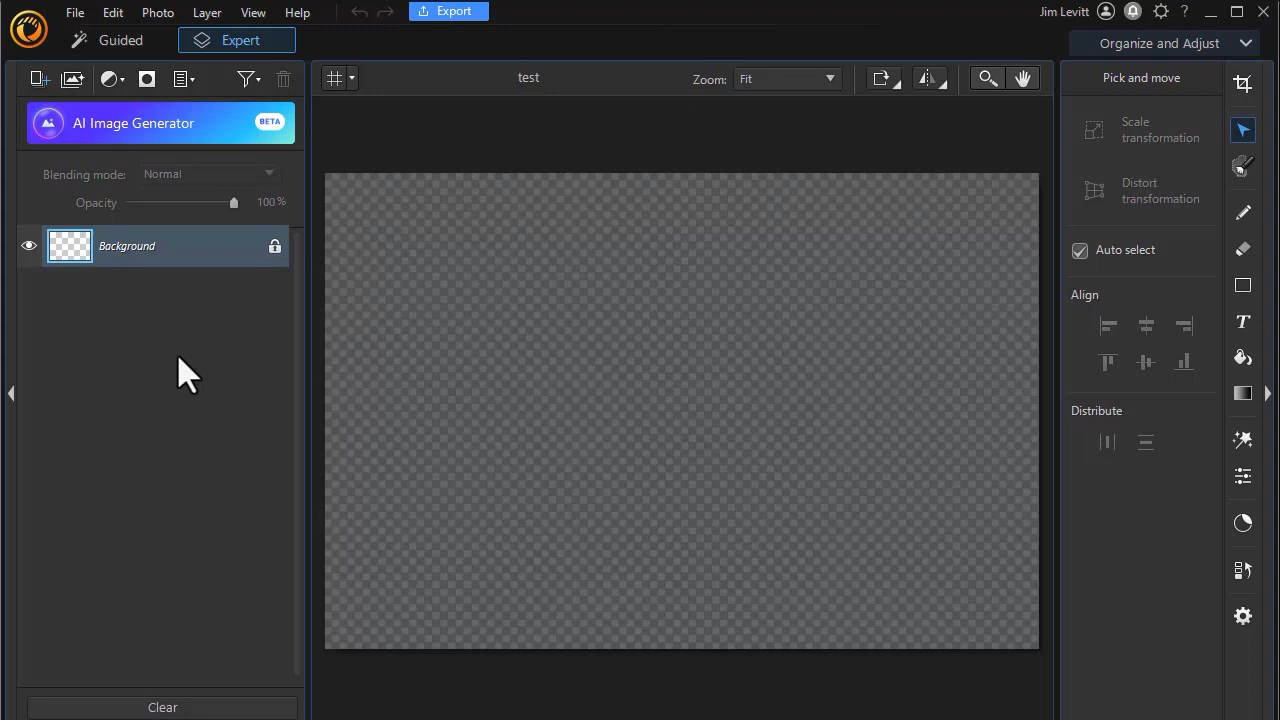 File Edit Photo Layer View Help Export Jim Levitt ?
Guided Expert Organize and Adjust
test Zoom: Fit Pick and move
AI Image Generator BETA
Scale
transformation
Blending mode: Normal
Distort
transformation
Opacity 100%
Background
Auto select
Align
T
Distribute
Clear